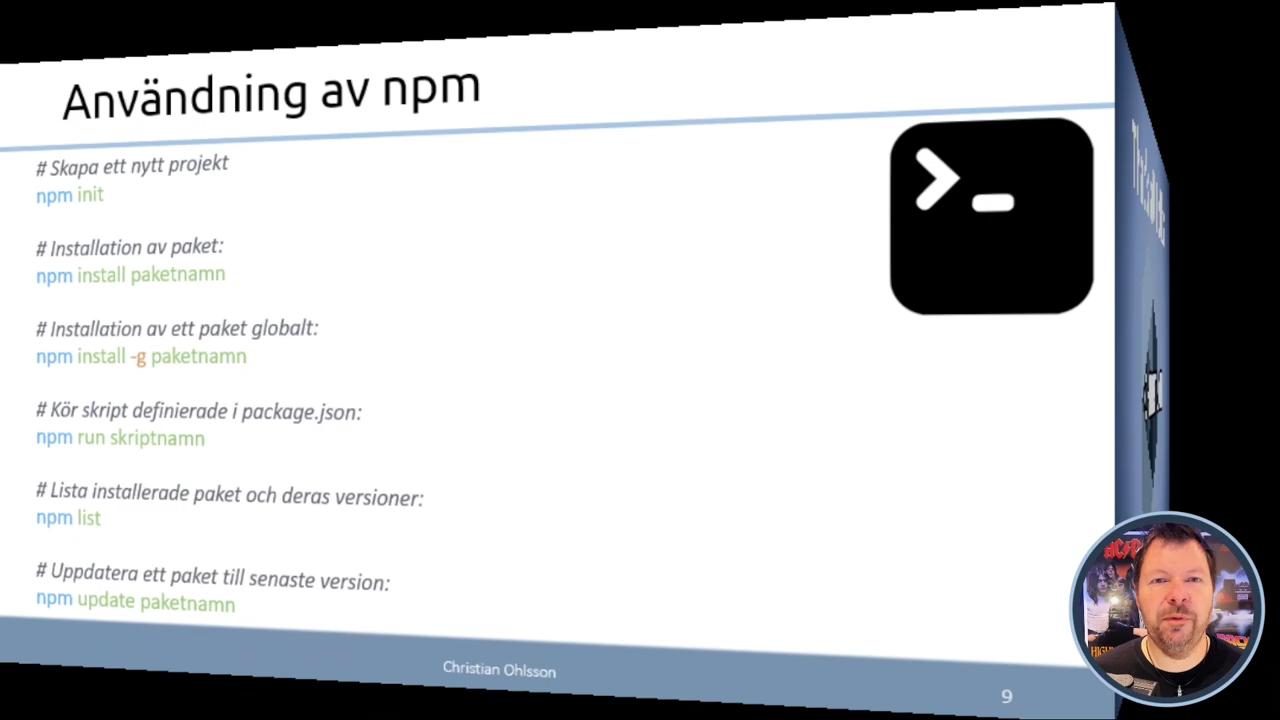 Användning av npm
# Skapa ett nytt projekt
npm init
# Installation av paket:
npm install paketnamn
# Installation av ett paket globalt:
npm install -g paketnamn
# Kör skript definierade i package.json:
npm run skriptnamn
# Lista installerade paket och deras versioner:
npm list
# Uppdatera ett paket till senaste version:
npm update paketnamn
Christian Ohlsson
9